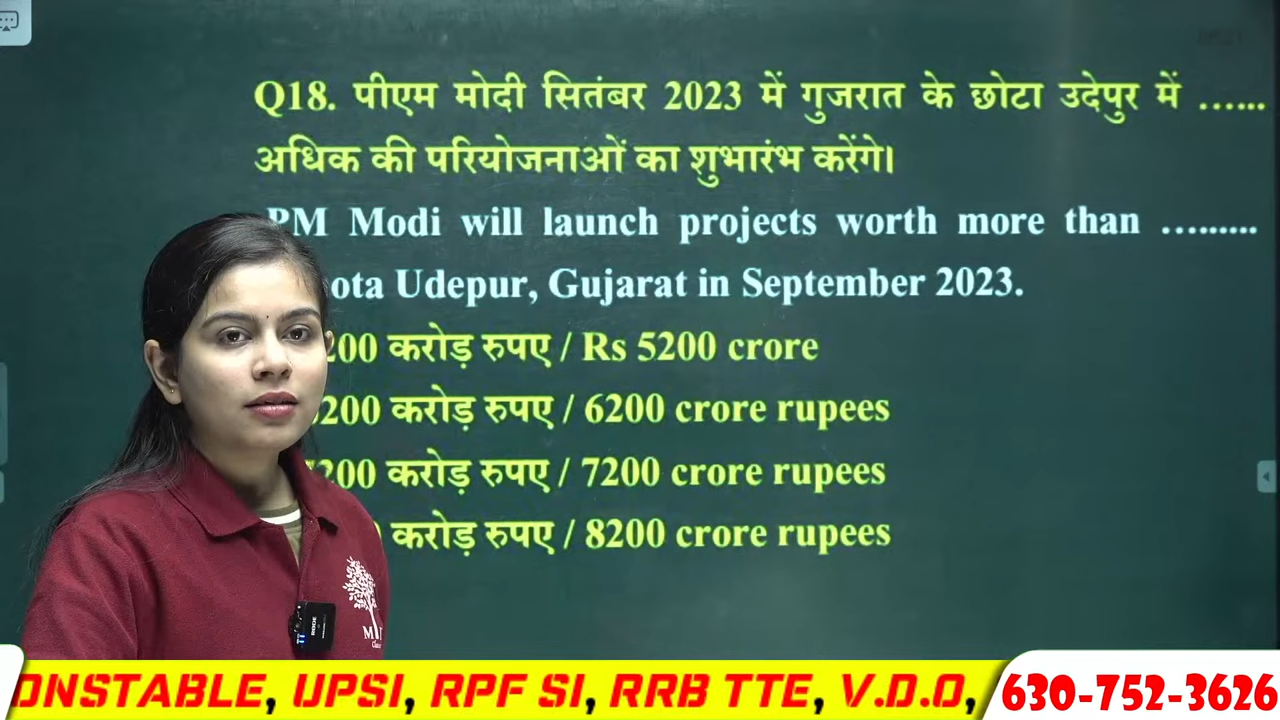 Q18. पीएम मोदी सितंबर 2023 में गुजरात के छोटा उदेपुर में ......
अधिक की परियोजनाओं का शुभारंभ करेंगे।
PM Modi will launch projects worth more than .........
ota Udepur, Gujarat in September 2023.
200 करोड़ रुपए / Rs 5200 crore
200 करोड़ रुपए / 6200 crore rupees
200 करोड़ रुपए / 7200 crore rupees
करोड़ रुपए / 8200 crore rupees
ONSTABLE, UPSI, RPF SI, RRB TTE, V.D.O, 630-752-3626